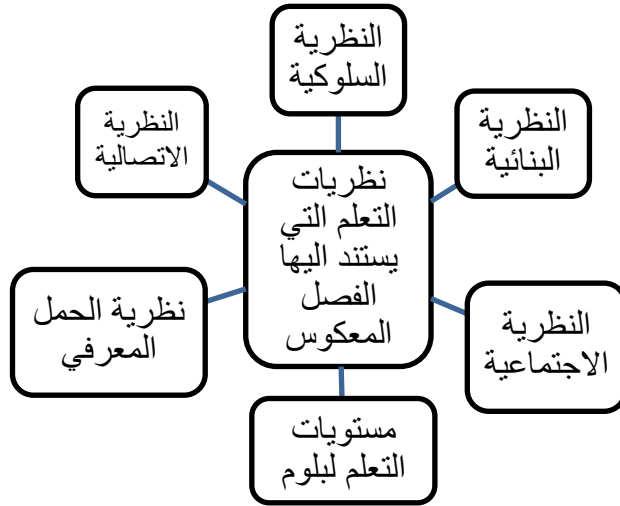 النظرية
السلوكية
النظرية
البنائية
النظرية
الاجتماعية
مستويات
التعلم لبلوم
نظرية الحمل
المعرفي
النظرية
الاتصالية
نظريات
التعلم التي
يستند اليها
الفصل
المعكوس